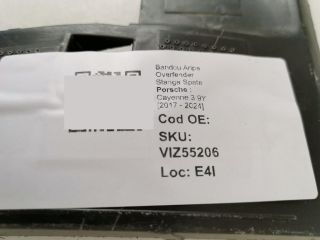 Bandou Aripa
Overfender
Stanga Spate
Porsche:
Cayenne 3 9Y
[2017 - 2024]
Cod OE:
SKU:
VIZ55206
Loc: E4I